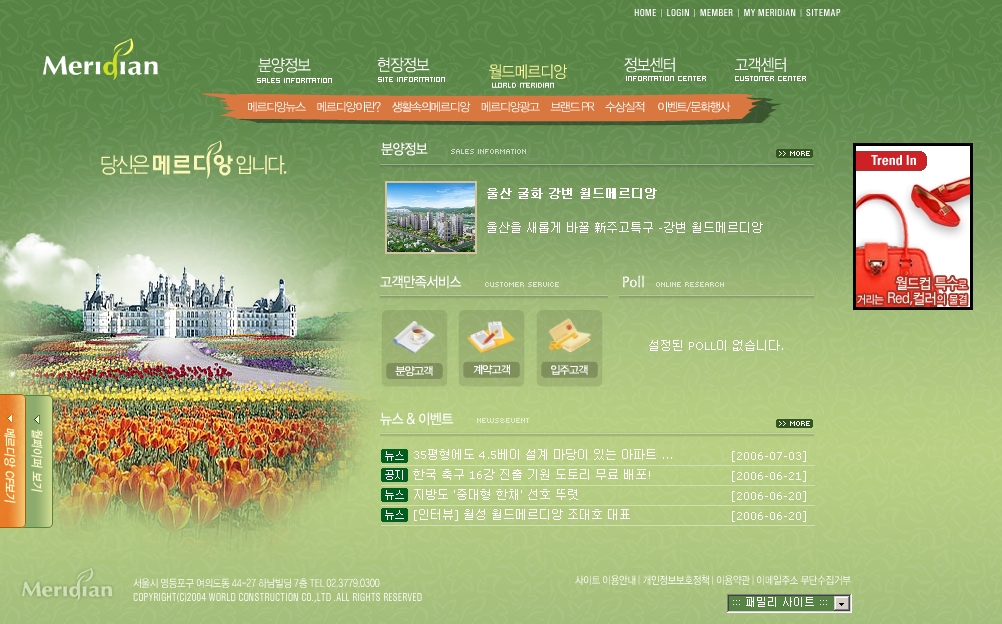 HOME | LOGIN | MEMBER | MY MERIDIAN | SITEMAP
Meridian
분양정보 현장정보 월드메르디앙 정보센터 고객센터
SALES INFORMATION SITE INFORMATION WORLD MERIDIAN INFORMATION CENTER CUSTOMER CENTER
메르디앙뉴스 메르디앙이란? 생활속의메르디앙 메르디앙광고 브랜드 PR 수상실적 이벤트/문화행사
당신은 메르디앙 입니다.
분양정보 SALES INFORMATION >> MORE
울산 굴화 강변 월드메르디앙
울산을 새롭게 바꿀 新주고특구 -강변 월드메르디앙
Trend In
월드컵 특수로
거리는 Red,컬러의 물결
고객만족서비스 CUSTOMER SERVICE
Poll ONLINE RESEARCH
분양고객 계약고객 입주고객
설정된 POLL이 없습니다.
뉴스 & 이벤트 NEWS&EVENT >> MORE
뉴스 35평형에도 4.5베이 설계 마당이 있는 아파트 ... [2006-07-03]
공지 한국 축구 16강 진출 기원 도토리 무료 배포! [2006-06-21]
뉴스 지방도 '중대형 한채' 선호 뚜렷 [2006-06-20]
뉴스 [인터뷰] 월성 월드메르디앙 조대호 대표 [2006-06-20]
메르디앙 CF보기
월페이퍼 보기
Meridian
서울시 영등포구 여의도동 44-27 하남빌딩 7층 TEL 02.3779.0300
COPYRIGHT(C)2004 WORLD CONSTRUCTION CO.,LTD .ALL RIGHTS RESERVED
사이트 이용안내 | 개인정보보호정책 | 이용약관 | 이메일주소 무단수집거부
::: 패밀리 사이트 :::